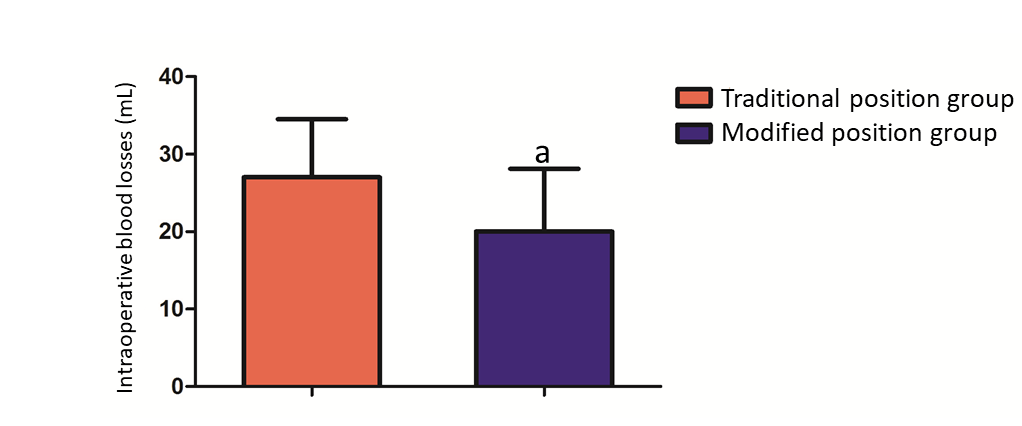 Intraoperative blood losses (mL)
40
30
20
10
0
a
Traditional position group
Modified position group